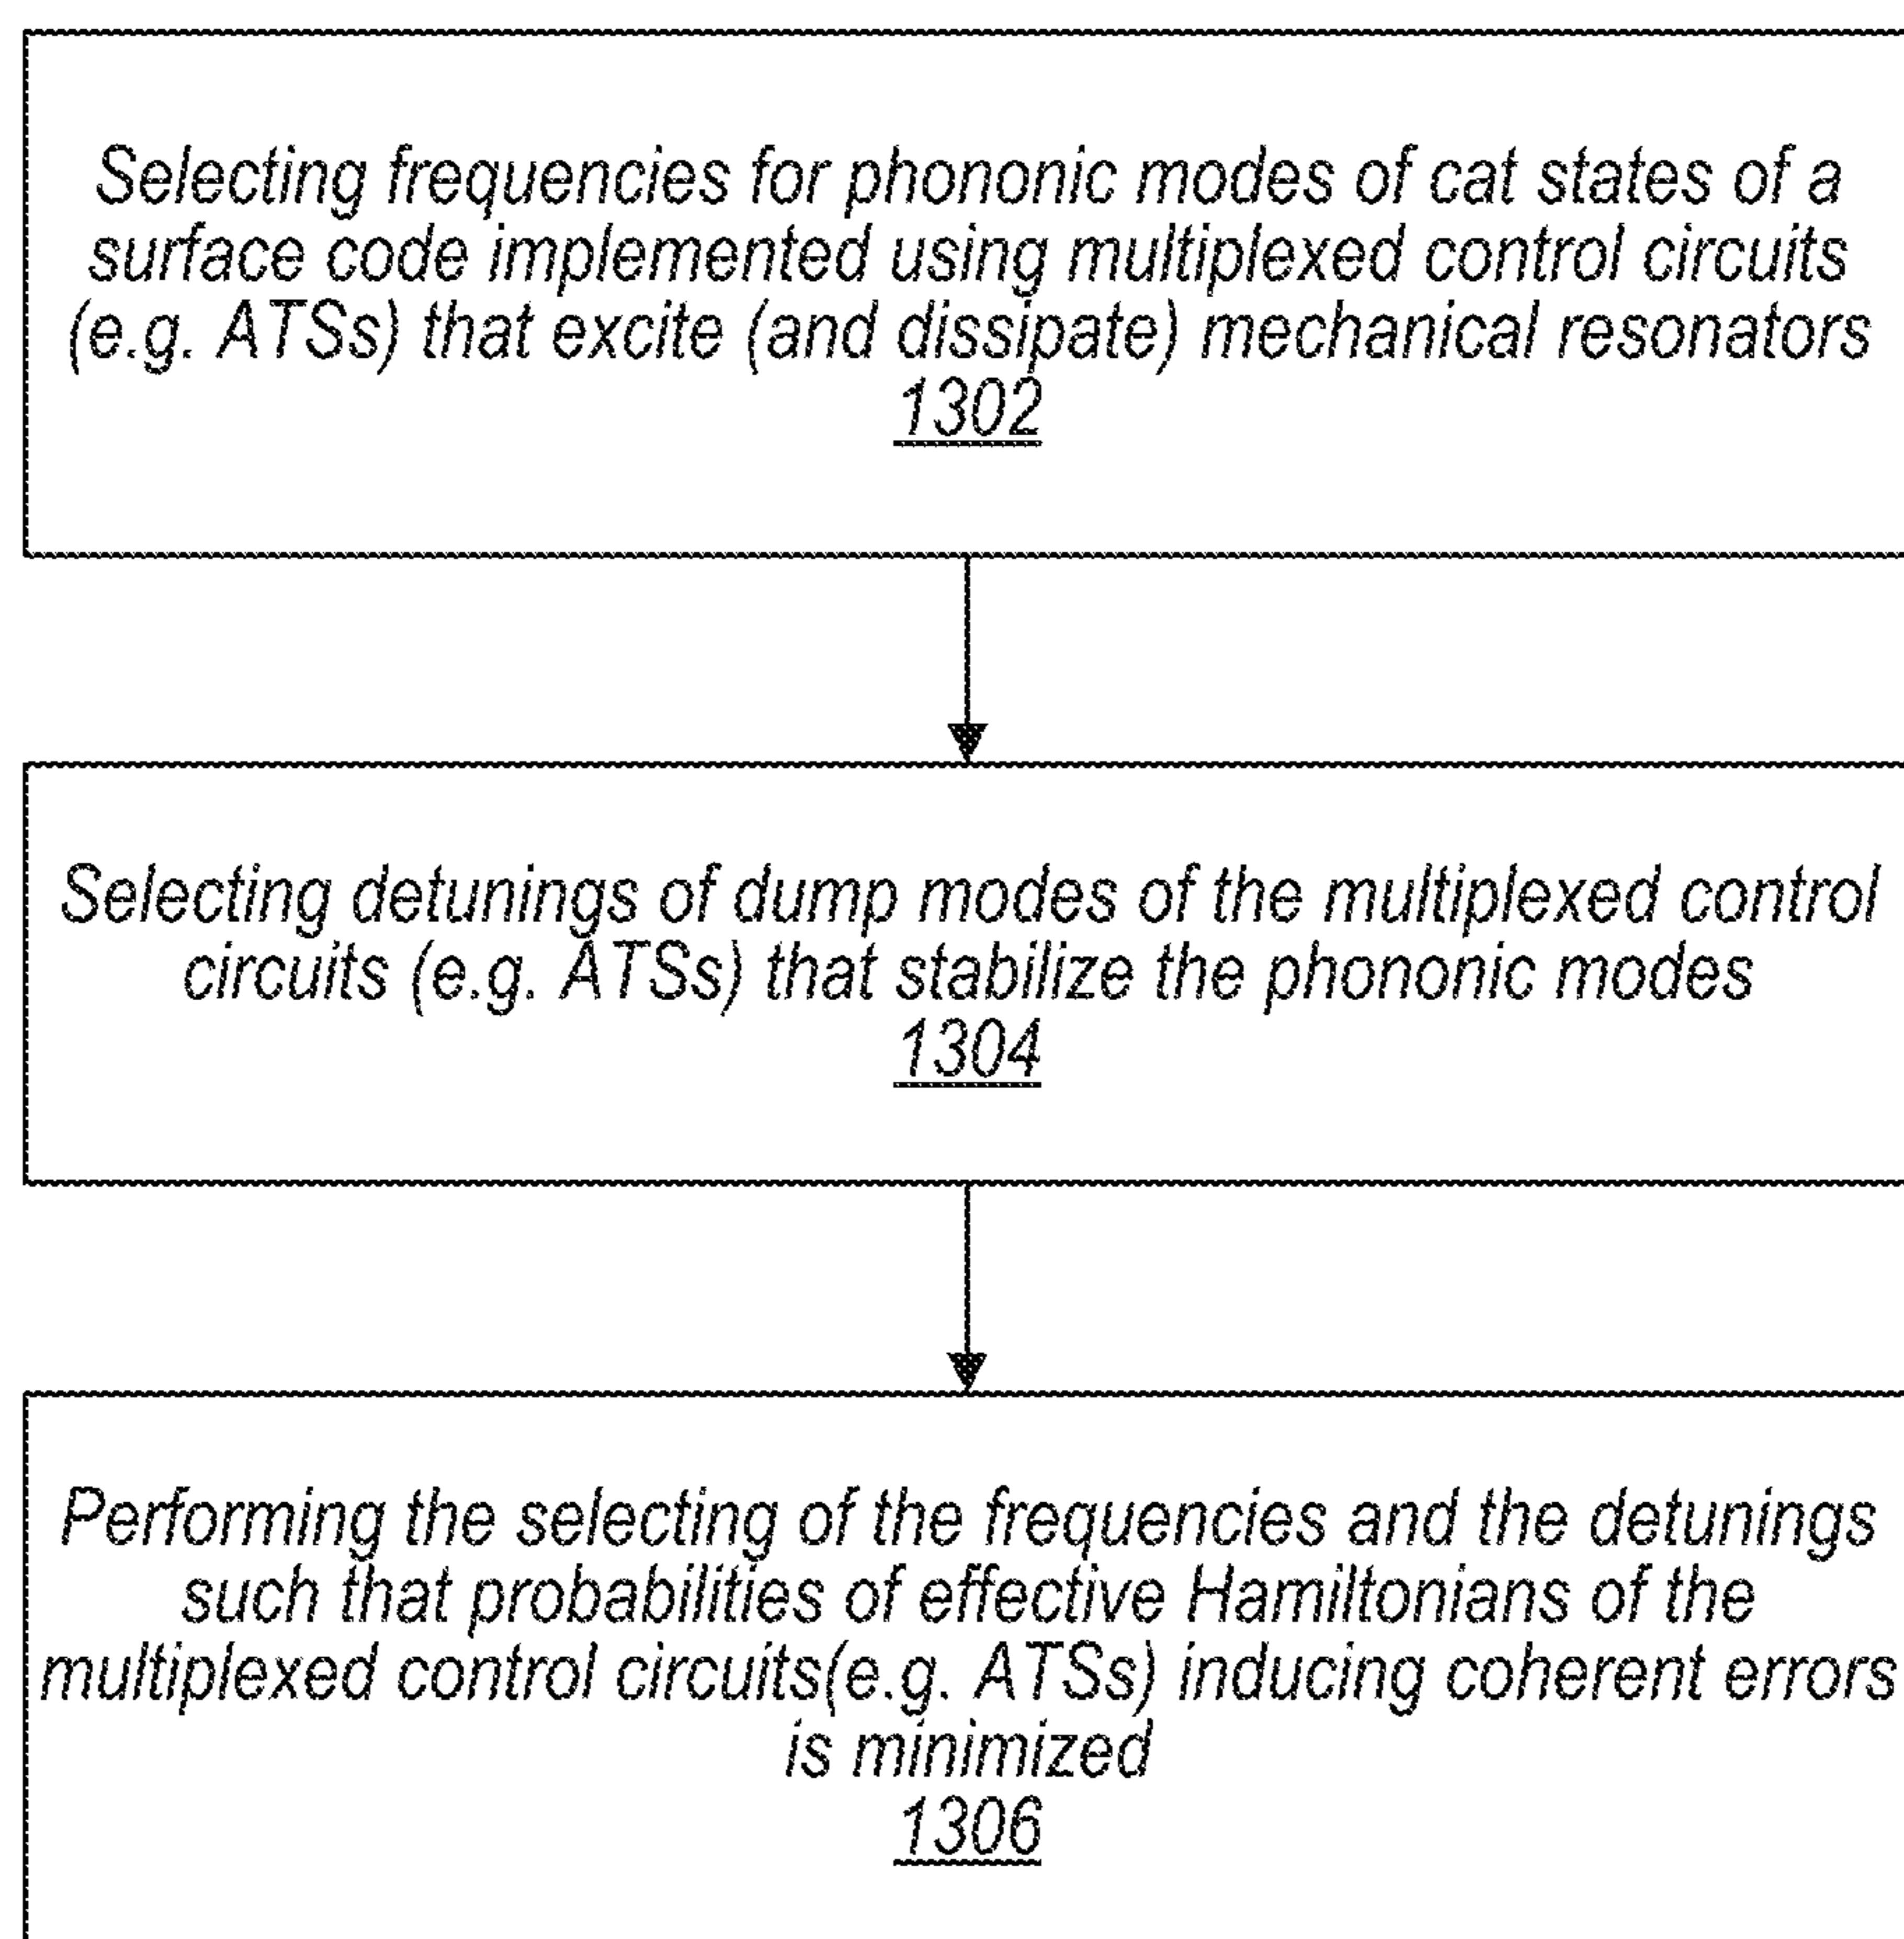 Selecting frequencies for phononic modes of cat states of a
surface code implemented using multiplexed control circuits
(e.g. ATSs) that excite (and dissipate) mechanical resonators
1302
Selecting detunings of dump modes of the multiplexed control
circuits (e.g. ATSs) that stabilize the phononic modes
1304
Performing the selecting of the frequencies and the detunings
such that probabilities of effective Hamiltonians of the
multiplexed control circuits(e.g. ATSs) inducing coherent errors
is minimized
1306